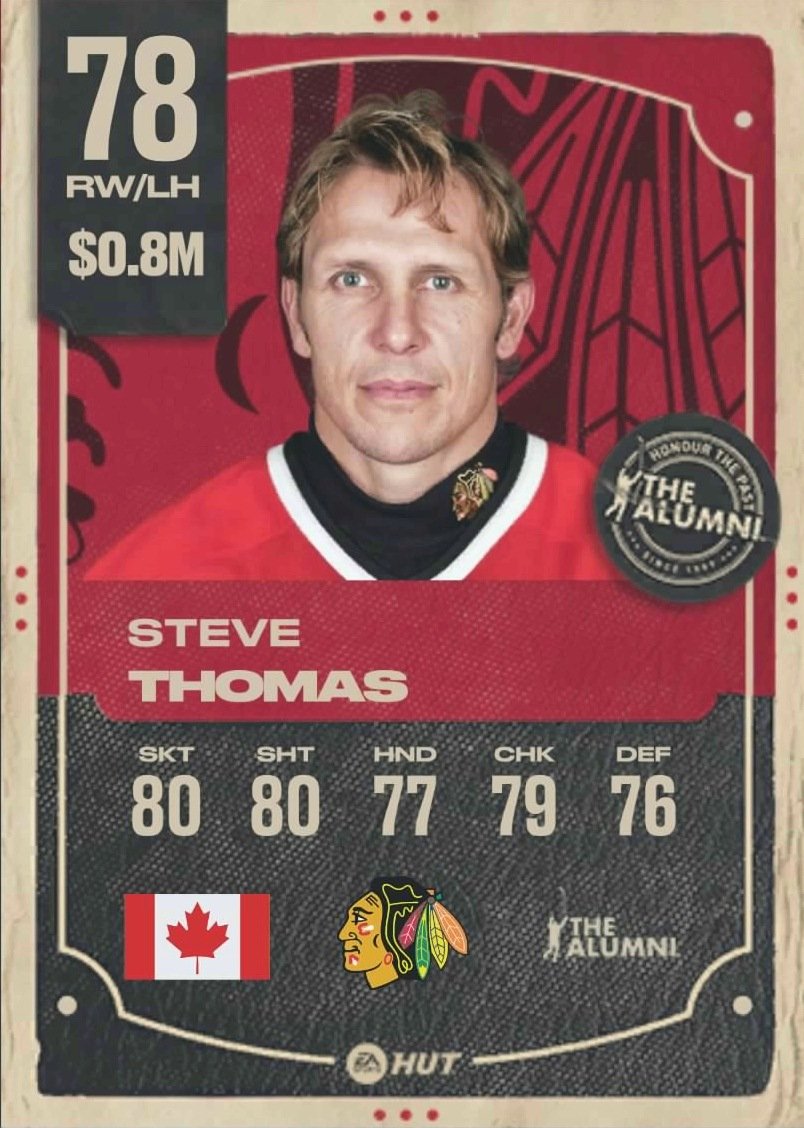 78
RW/LH
$0.8M
HONOUR THE PAST
THE
ALUMNI
STEVE
THOMAS
SKT SHT HND CHK DEF
80 80 77 79 76
THE
ALUMNI
EA
HUT